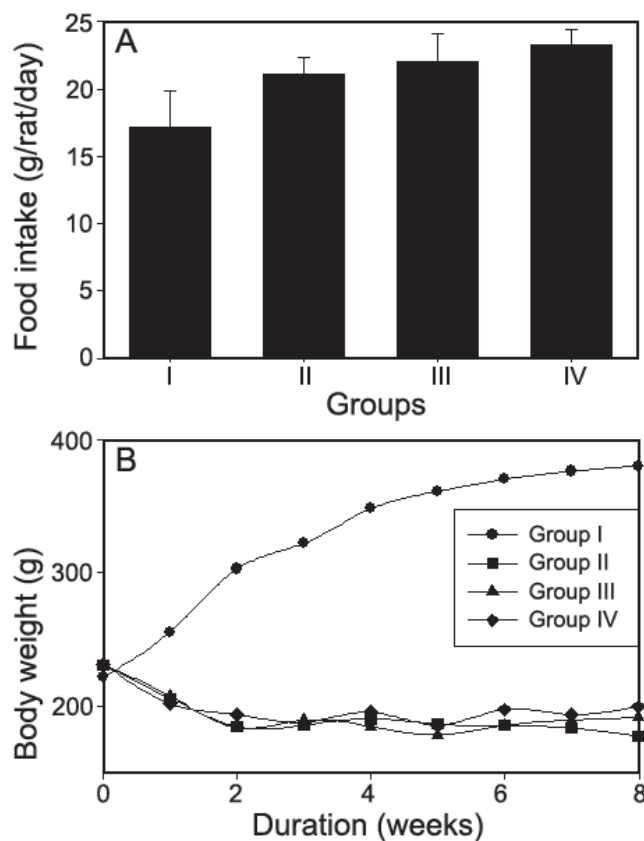 A
Food intake (g/rat/day)
25
20
15
10
5
0
I II III IV
Groups
B
Body weight (g)
400
300
200
Group I
Group II
Group III
Group IV
0 2 4 6 8
Duration (weeks)